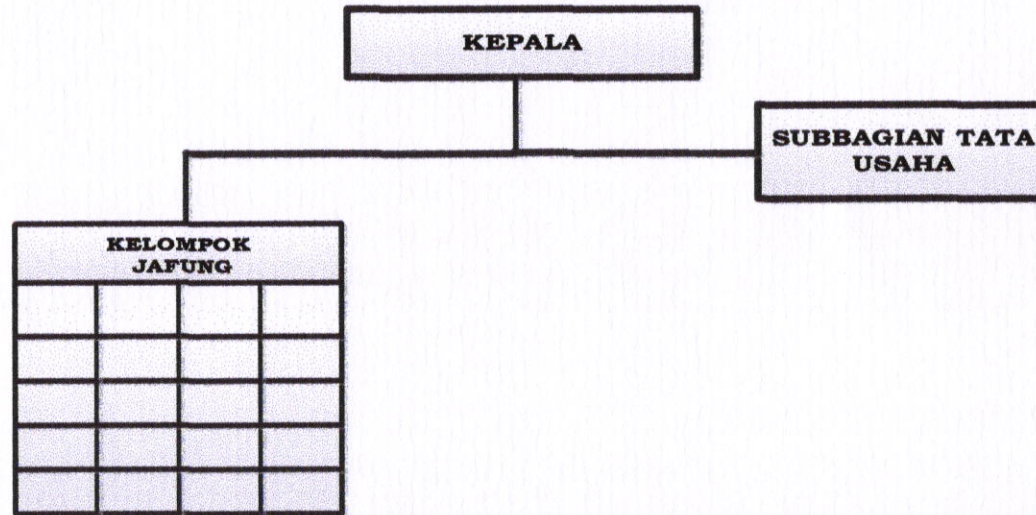 KEPALA
SUBBAGIAN TATA
USAHA
KELOMPOK
JAFUNG